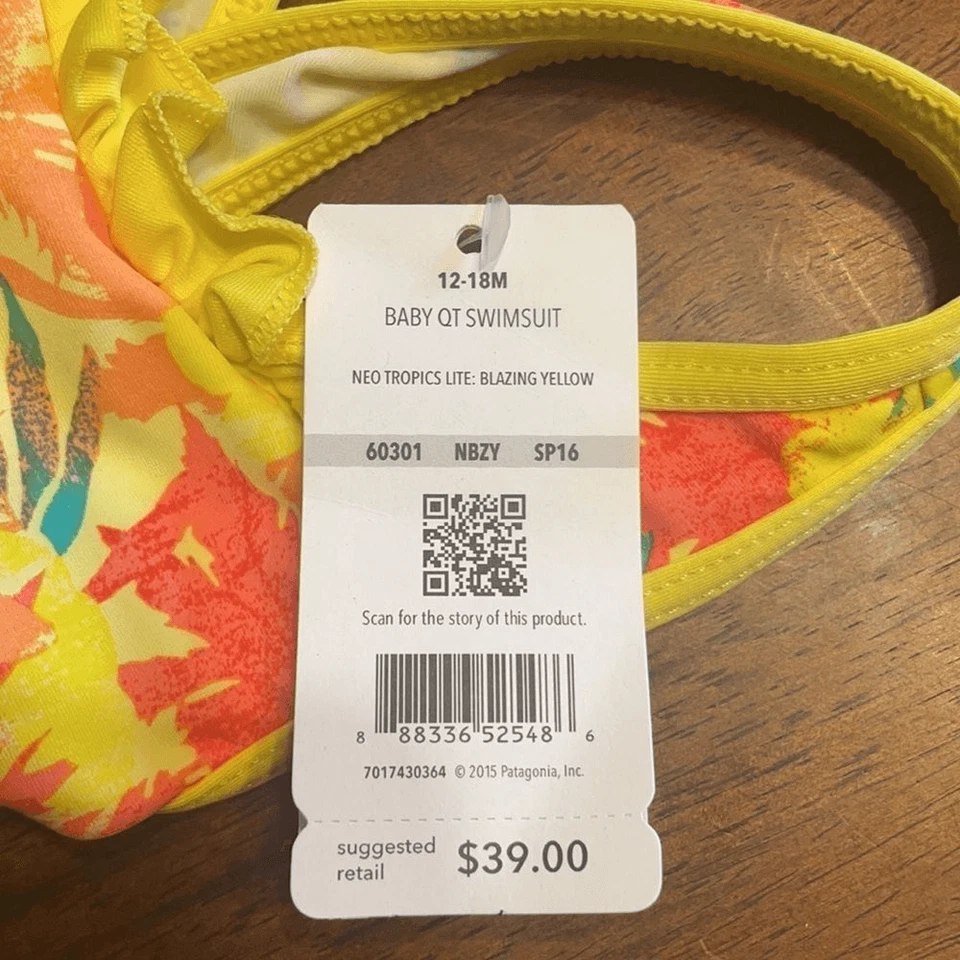 12-18M
BABY QT SWIMSUIT
NEO TROPICS LITE: BLAZING YELLOW
60301 NBZY SP16
Scan for the story of this product.
8 88336 52548 6
7017430364 © 2015 Patagonia, Inc.
suggested
retail $39.00